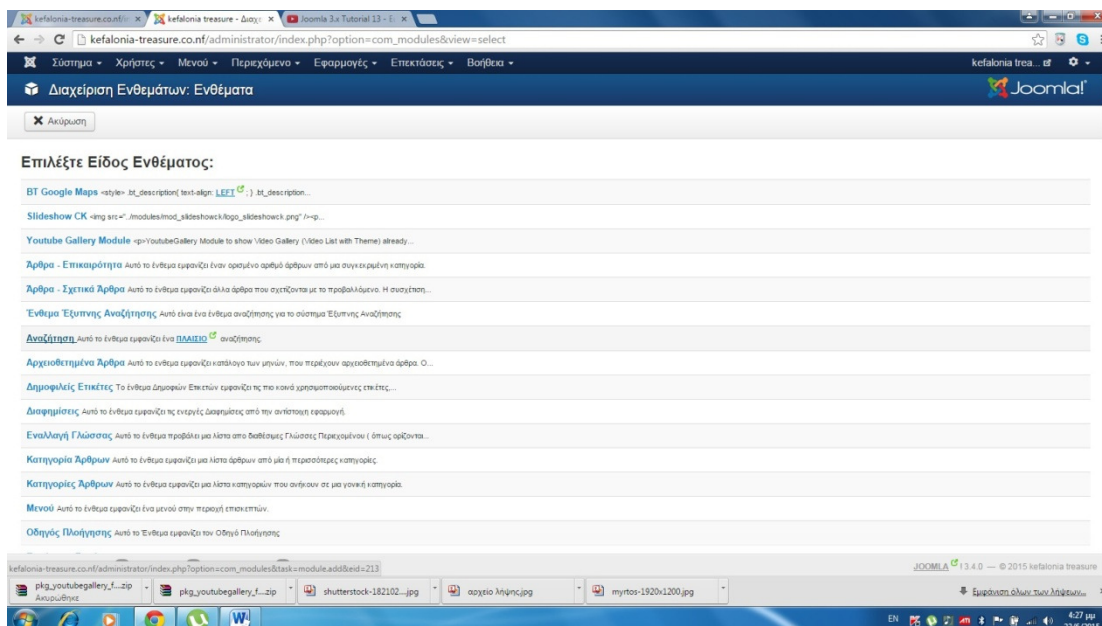 kefalonia-treasure.co.nf/
kefalonia treasure - Διαχε
Joomla 3.x Tutorial 13 -
kefalonia-treasure.co.nf/administrator/index.php?option=com_modules&view=select
Σύστημα Χρήστες Μενού Περιεχόμενο Εφαρμογές Επεκτάσεις Βοήθεια kefalonia trea...
Διαχείριση Ενθεμάτων: Ενθέματα Joomla!
Ακύρωση
Επιλέξτε Είδος Ενθέματος:
BT Google Maps <style> .bt_description{ text-align: LEFT ; } .bt_description...
Slideshow CK <img src="../modules/mod_slideshowck/logo_slideshowck.png" /><p...
Youtube Gallery Module <p>YoutubeGallery Module to show Video Gallery (Video List with Theme) already...
Άρθρα - Επικαιρότητα Αυτό το ένθεμα εμφανίζει έναν ορισμένο αριθμό άρθρων από μια συγκεκριμένη κατηγορία.
Άρθρα - Σχετικά Άρθρα Αυτό το ένθεμα εμφανίζει άλλα άρθρα που σχετίζονται με το προβαλλόμενο. Η συσχέτιση...
Ένθεμα Έξυπνης Αναζήτησης Αυτό είναι ένα ένθεμα αναζήτησης για το σύστημα Έξυπνης Αναζήτησης
Αναζήτηση Αυτό το ένθεμα εμφανίζει ένα ΠΛΑΙΣΙΟ αναζήτησης.
Αρχειοθετημένα Άρθρα Αυτό το ενθεμα εμφανίζει κατάλογο των μηνών, που περιέχουν αρχειοθετημένα άρθρα. Ο...
Δημοφιλείς Ετικέτες Το ένθεμα Δημοφιών Ετικετών εμφανίζει τις πιο κοινά χρησιμοποιούμενες ετικέτες,...
Διαφημίσεις Αυτό το ένθεμα εμφανίζει τις ενεργές Διαφημίσεις από την αντίστοιχη εφαρμογή.
Εναλλαγή Γλώσσας Αυτό το ένθεμα προβάλει μια λίστα απο διαθέσιμες Γλώσσες Περιεχομένου ( όπως ορίζονται...
Κατηγορία Άρθρων Αυτό το ένθεμα εμφανίζει μια λίστα άρθρων από μία ή περισσότερες κατηγορίες.
Κατηγορίες Άρθρων Αυτό το ένθεμα εμφανίζει μια λίστα κατηγοριών που ανήκουν σε μια γονική κατηγορία.
Μενού Αυτό το ένθεμα εμφανίζει ένα μενού στην περιοχή επισκεπτών.
Οδηγός Πλοήγησης Αυτό το Ένθεμα εμφανίζει τον Οδηγό Πλοήγησης
kefalonia-treasure.co.nf/administrator/index.php?option=com_modules&task=module.add&eid=213
JOOMLA 3.4.0 — © 2015 kefalonia treasure
pkg_youtubegallery_f....zip
Ακυρώθηκε
pkg_youtubegallery_f....zip
shutterstock-182102....jpg
αρχείο λήψης.jpg
myrtos-1920x1200.jpg
Εμφάνιση όλων των λήψεων...
EN 4:27 μμ